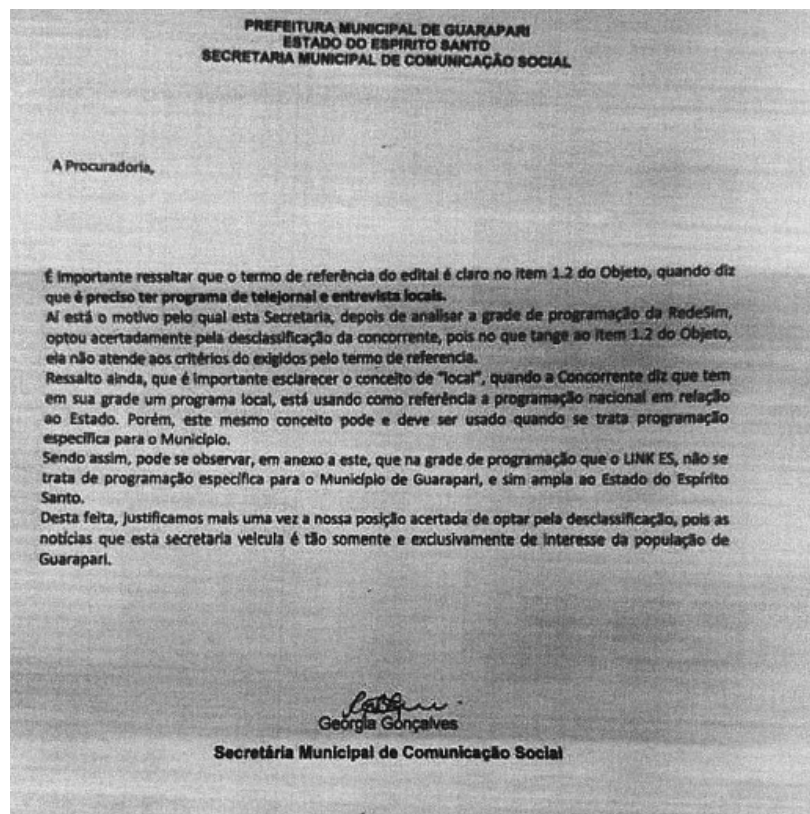 PREFEITURA MUNICIPAL DE GUARAPARI
ESTADO DO ESPIRITO SANTO
SECRETARIA MUNICIPAL DE COMUNICAÇÃO SOCIAL
A Procuradoria,
É importante ressaltar que o termo de referência do edital é claro no item 1.2 do Objeto, quando diz
que é preciso ter programa de telejornal e entrevista locais.
Aí está o motivo pelo qual esta Secretaria, depois de analisar a grade de programação da RedeSim,
optou acertadamente pela desclassificação da concorrente, pois no que tange ao item 1.2 do Objeto,
ela não atende aos critérios do exigidos pelo termo de referencia.
Ressalto ainda, que é importante esclarecer o conceito de "local", quando a Concorrente diz que tem
em sua grade um programa local, está usando como referência a programação nacional em relação
ao Estado. Porém, este mesmo conceito pode e deve ser usado quando se trata programação
específica para o Município.
Sendo assim, pode se observar, em anexo a este, que na grade de programação que o LINK ES, não se
trata de programação específica para o Município de Guarapari, e sim ampla ao Estado do Espírito
Santo.
Desta feita, justificamos mais uma vez a nossa posição acertada de optar pela desclassificação, pois as
notícias que esta secretaria veicula é tão somente e exclusivamente de interesse da população de
Guarapari.
Geórgia Gonçalves
Secretária Municipal de Comunicação Social